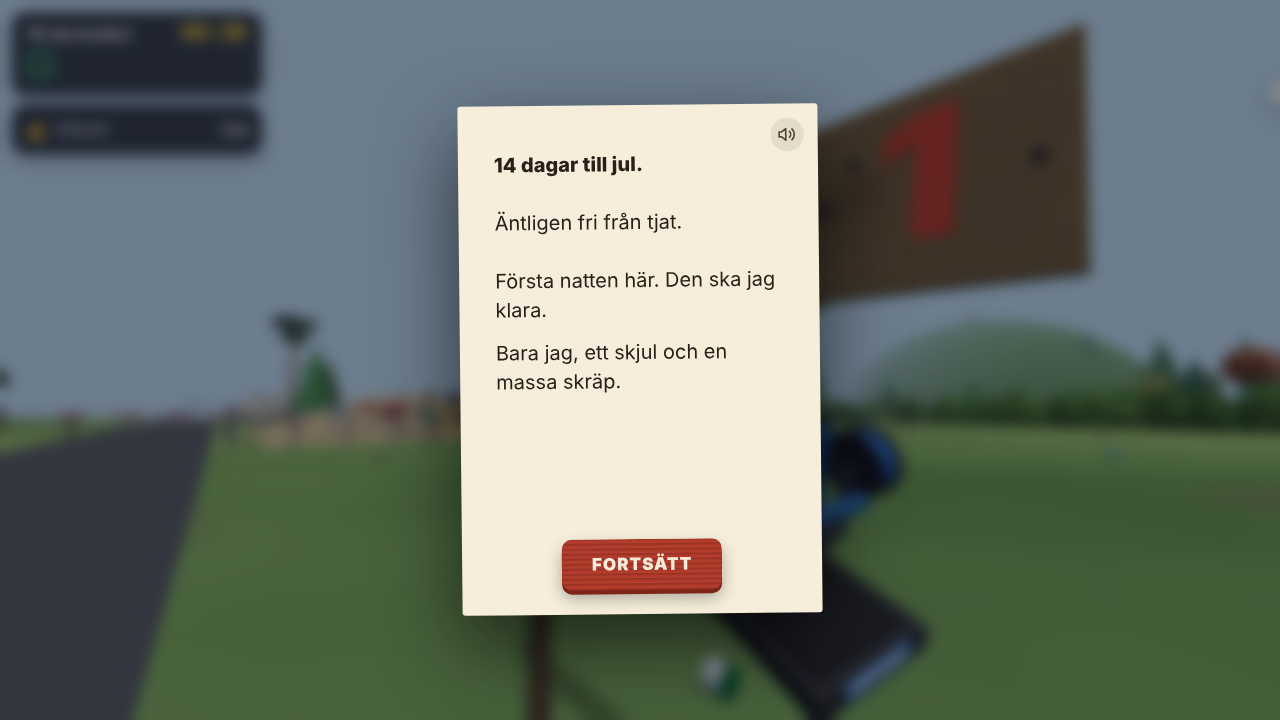 14 dagar till jul.
Äntligen fri från tjat.
Första natten här. Den ska jag
klara.
Bara jag, ett skjul och en
massa skräp.
FORTSÄTT
1